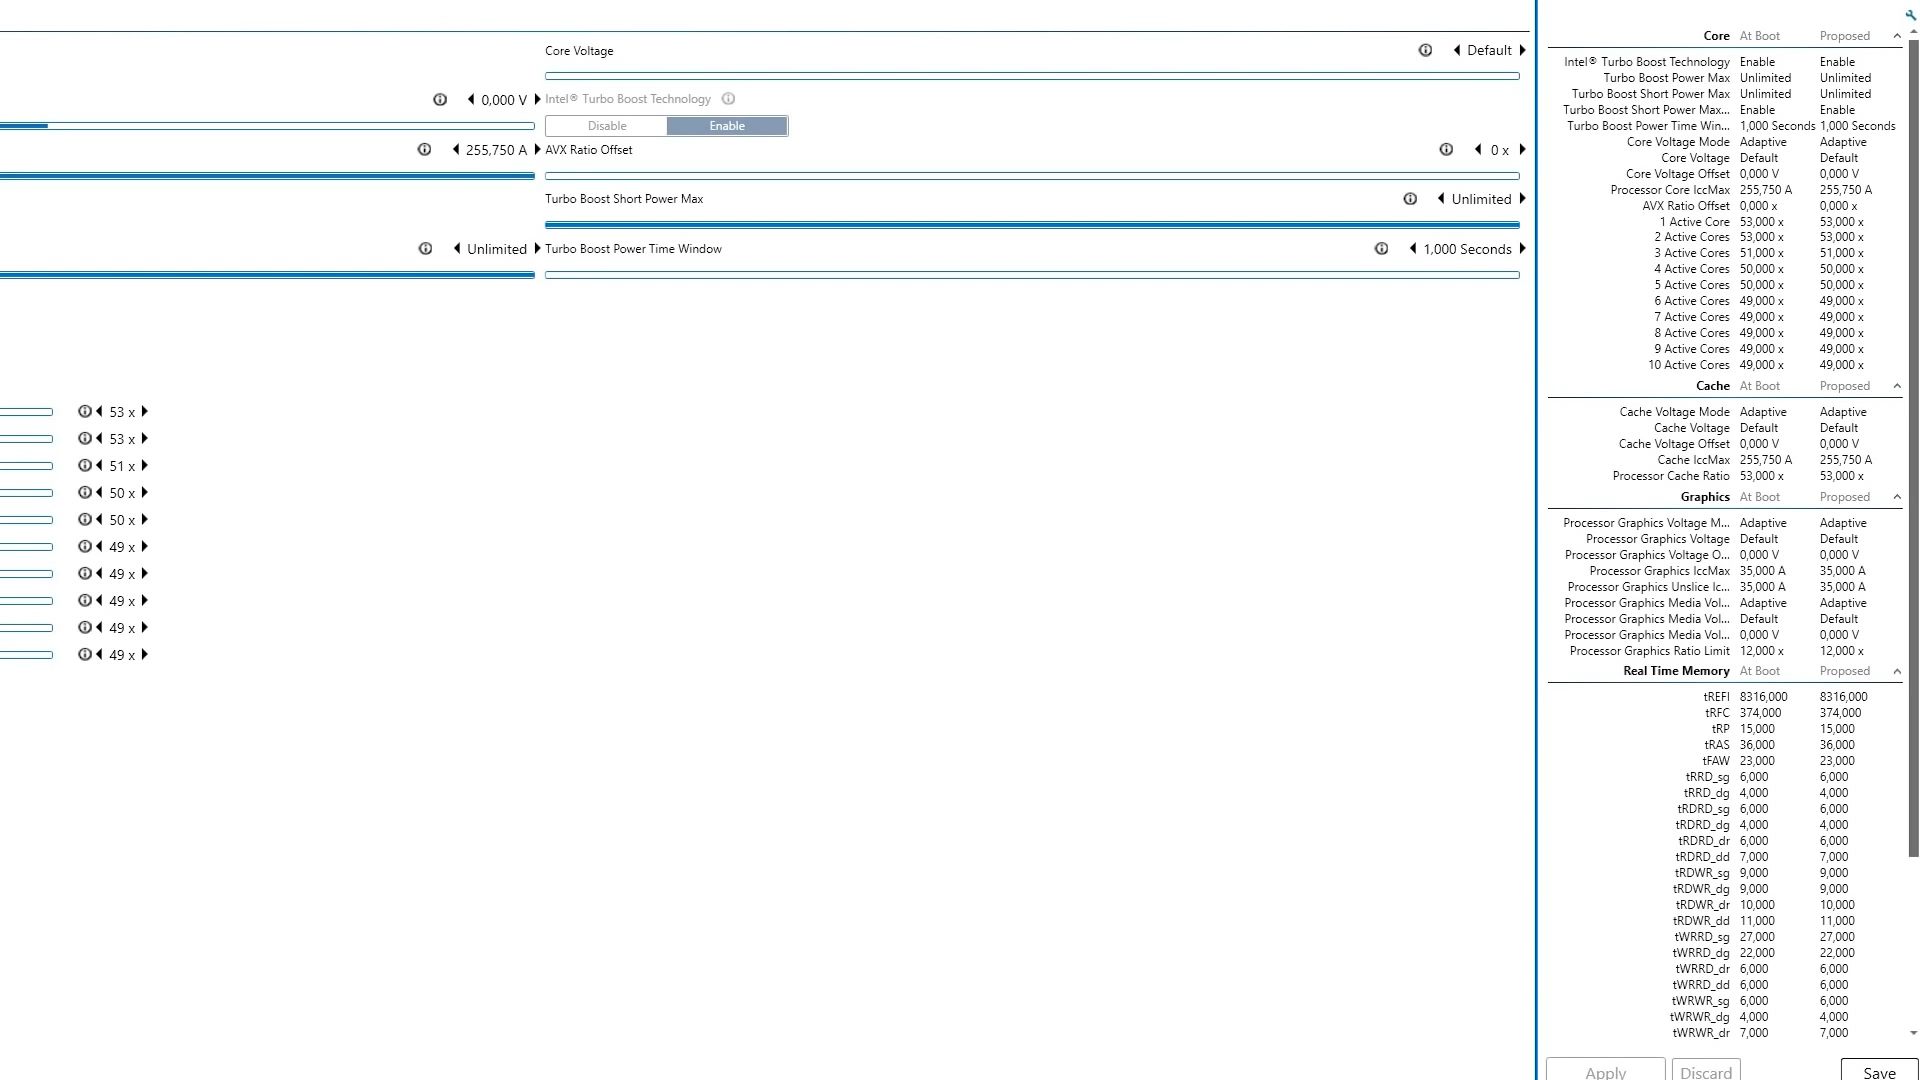 Core Voltage Default
0,000 V Intel® Turbo Boost Technology
Disable Enable
255,750 A AVX Ratio Offset 0 x
Turbo Boost Short Power Max Unlimited
Unlimited Turbo Boost Power Time Window 1,000 Seconds
53 x
53 x
51 x
50 x
50 x
49 x
49 x
49 x
49 x
49 x
Core At Boot Proposed
Intel® Turbo Boost Technology Enable Enable
Turbo Boost Power Max Unlimited Unlimited
Turbo Boost Short Power Max Unlimited Unlimited
Turbo Boost Short Power Max... Enable Enable
Turbo Boost Power Time Win... 1,000 Seconds 1,000 Seconds
Core Voltage Mode Adaptive Adaptive
Core Voltage Default Default
Core Voltage Offset 0,000 V 0,000 V
Processor Core IccMax 255,750 A 255,750 A
AVX Ratio Offset 0,000 x 0,000 x
1 Active Core 53,000 x 53,000 x
2 Active Cores 53,000 x 53,000 x
3 Active Cores 51,000 x 51,000 x
4 Active Cores 50,000 x 50,000 x
5 Active Cores 50,000 x 50,000 x
6 Active Cores 49,000 x 49,000 x
7 Active Cores 49,000 x 49,000 x
8 Active Cores 49,000 x 49,000 x
9 Active Cores 49,000 x 49,000 x
10 Active Cores 49,000 x 49,000 x
Cache At Boot Proposed
Cache Voltage Mode Adaptive Adaptive
Cache Voltage Default Default
Cache Voltage Offset 0,000 V 0,000 V
Cache IccMax 255,750 A 255,750 A
Processor Cache Ratio 53,000 x 53,000 x
Graphics At Boot Proposed
Processor Graphics Voltage M... Adaptive Adaptive
Processor Graphics Voltage Default Default
Processor Graphics Voltage O... 0,000 V 0,000 V
Processor Graphics IccMax 35,000 A 35,000 A
Processor Graphics Unslice Ic... 35,000 A 35,000 A
Processor Graphics Media Vol... Adaptive Adaptive
Processor Graphics Media Vol... Default Default
Processor Graphics Media Vol... 0,000 V 0,000 V
Processor Graphics Ratio Limit 12,000 x 12,000 x
Real Time Memory At Boot Proposed
tREFI 8316,000 8316,000
tRFC 374,000 374,000
tRP 15,000 15,000
tRAS 36,000 36,000
tFAW 23,000 23,000
tRRD_sg 6,000 6,000
tRRD_dg 4,000 4,000
tRDRD_sg 6,000 6,000
tRDRD_dg 4,000 4,000
tRDRD_dr 6,000 6,000
tRDRD_dd 7,000 7,000
tRDWR_sg 9,000 9,000
tRDWR_dg 9,000 9,000
tRDWR_dr 10,000 10,000
tRDWR_dd 11,000 11,000
tWRRD_sg 27,000 27,000
tWRRD_dg 22,000 22,000
tWRRD_dr 6,000 6,000
tWRRD_dd 6,000 6,000
tWRWR_sg 6,000 6,000
tWRWR_dg 4,000 4,000
tWRWR_dr 7,000 7,000
Apply Discard Save